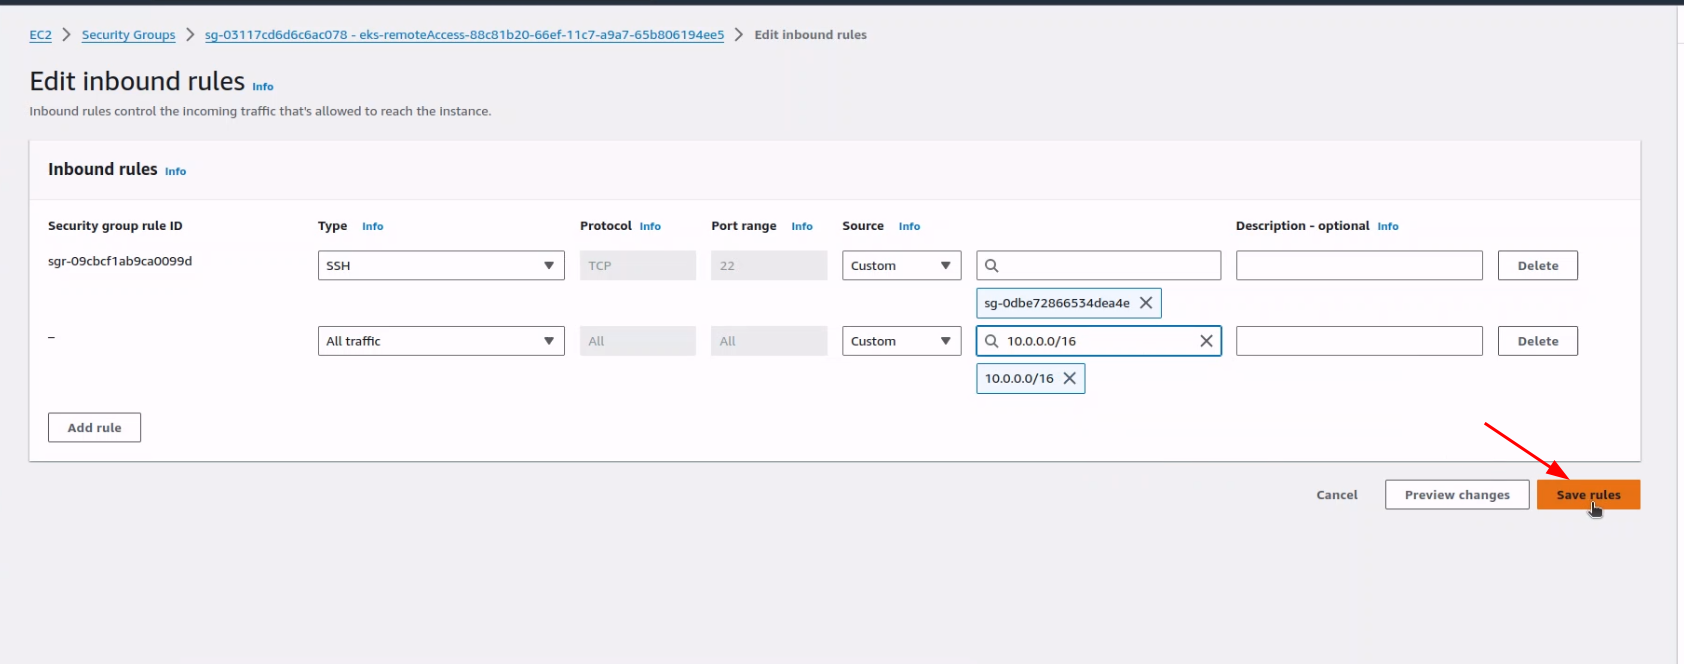 EC2 > Security Groups > sg-03117cd6d6c6ac078 - eks-remoteAccess-88c81b20-66ef-11c7-a9a7-65b806194ee5 > Edit inbound rules
Edit inbound rules Info
Inbound rules control the incoming traffic that's allowed to reach the instance.
Inbound rules Info
Security group rule ID Type Info Protocol Info Port range Info Source Info Description - optional Info
sgr-09cbcf1ab9ca0099d SSH TCP 22 Custom Delete
sg-0dbe72866534dea4e
– All traffic All All Custom 10.0.0.0/16 Delete
10.0.0.0/16
Add rule
Cancel Preview changes Save rules